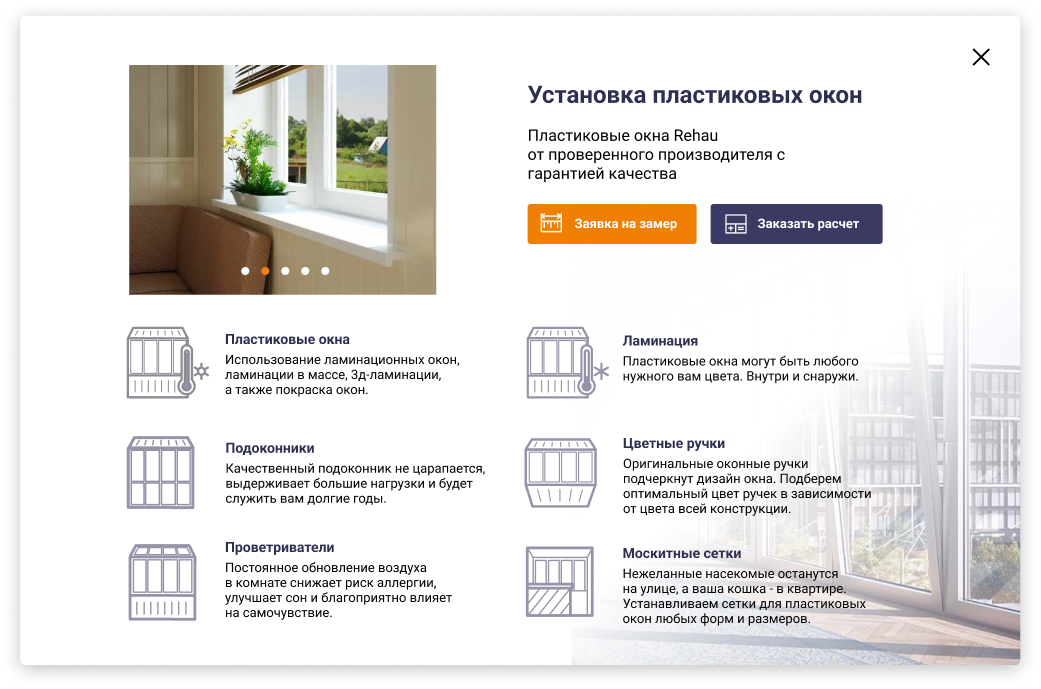 Установка пластиковых окон
Пластиковые окна Rehau
от проверенного производителя с
гарантией качества
Заявка на замер
Заказать расчет
Пластиковые окна
Использование ламинационных окон,
ламинации в массе, 3д-ламинации,
а также покраска окон.
Ламинация
Пластиковые окна могут быть любого
нужного вам цвета. Внутри и снаружи.
Подоконники
Качественный подоконник не царапается,
выдерживает большие нагрузки и будет
служить вам долгие годы.
Цветные ручки
Оригинальные оконные ручки
подчеркнут дизайн окна. Подберем
оптимальный цвет ручек в зависимости
от цвета всей конструкции.
Проветриватели
Постоянное обновление воздуха
в комнате снижает риск аллергии,
улучшает сон и благоприятно влияет
на самочувствие.
Москитные сетки
Нежеланные насекомые останутся
на улице, а ваша кошка - в квартире.
Устанавливаем сетки для пластиковых
окон любых форм и размеров.